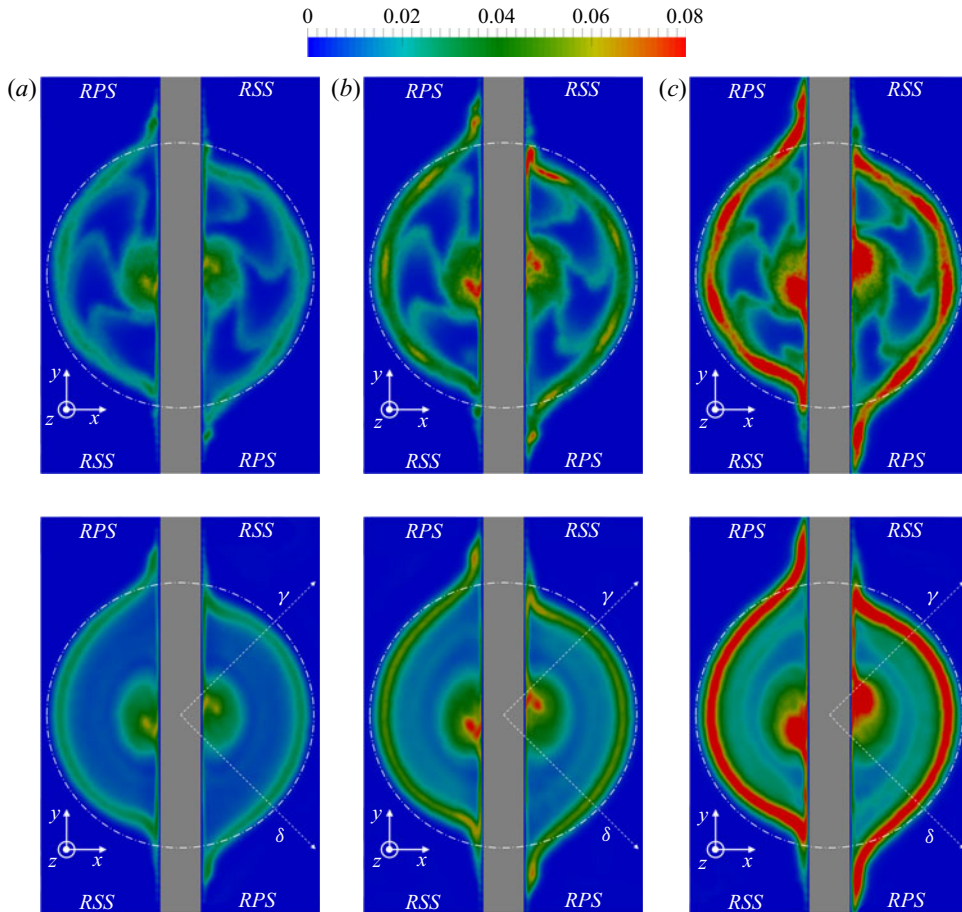 0 0.02 0.04 0.06 0.08
(a) RPS RSS (b) RPS RSS (c) RPS RSS
y y y
z x z x z x
RSS RPS RSS RPS RSS RPS
RPS RSS RPS RSS RPS RSS
γ γ γ
y δ y δ y δ
z x z x z x
RSS RPS RSS RPS RSS RPS